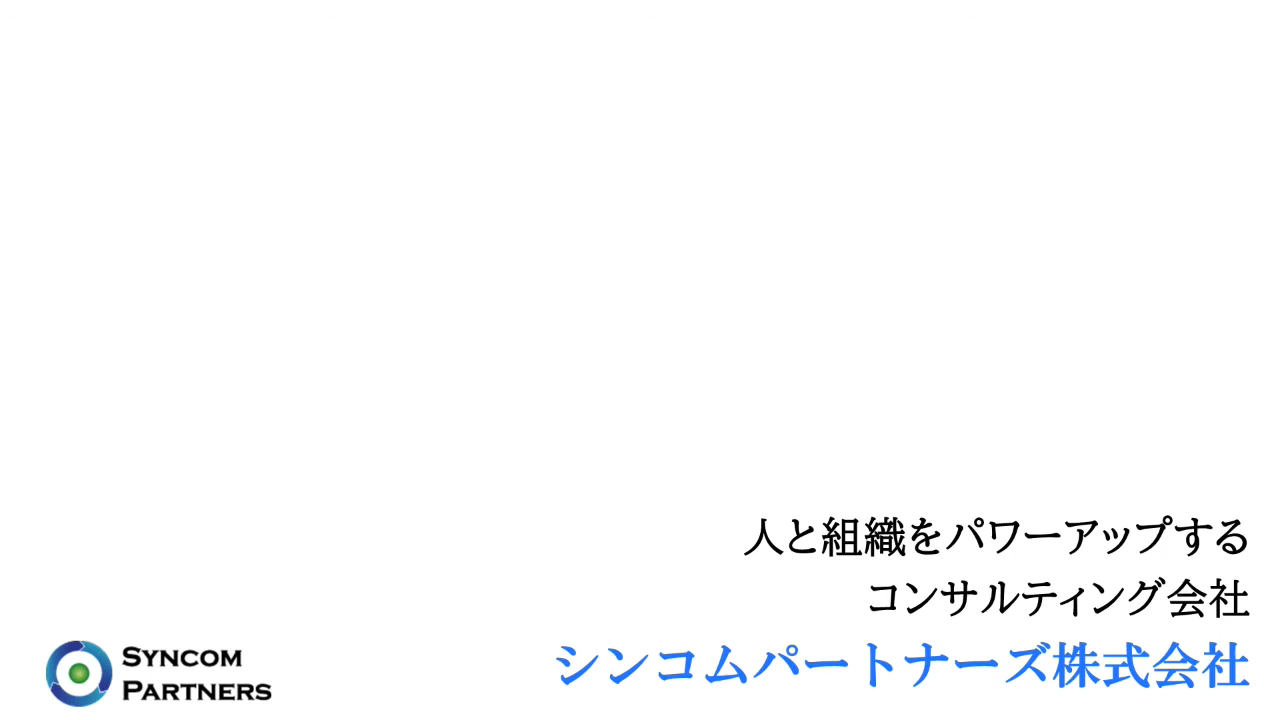 人と組織をパワーアップする
コンサルティング会社
シンコムパートナーズ株式会社
SYNCOM
PARTNERS